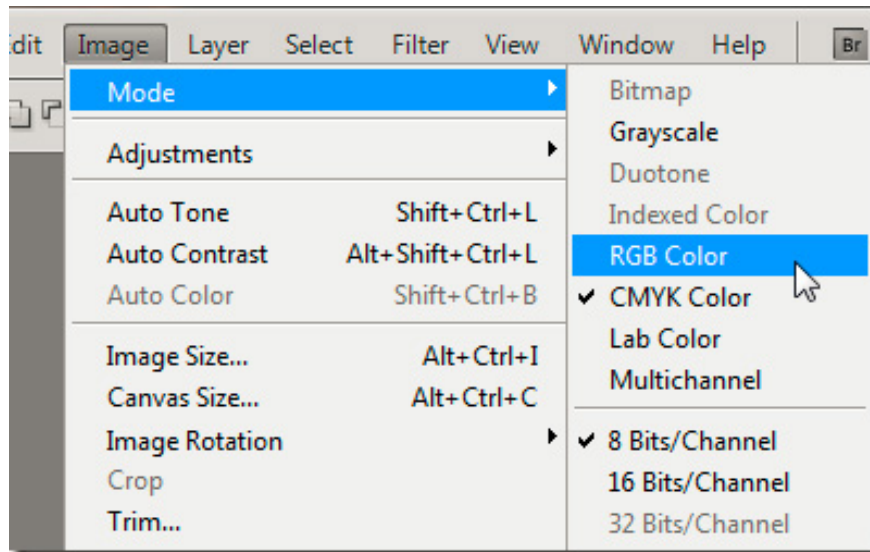 dit Image Layer Select Filter View Window Help Br
Mode
Adjustments
Auto Tone Shift+Ctrl+L
Auto Contrast Alt+Shift+Ctrl+L
Auto Color Shift+Ctrl+B
Image Size... Alt+Ctrl+I
Canvas Size... Alt+Ctrl+C
Image Rotation
Crop
Trim...
Bitmap
Grayscale
Duotone
Indexed Color
RGB Color
CMYK Color
Lab Color
Multichannel
8 Bits/Channel
16 Bits/Channel
32 Bits/Channel